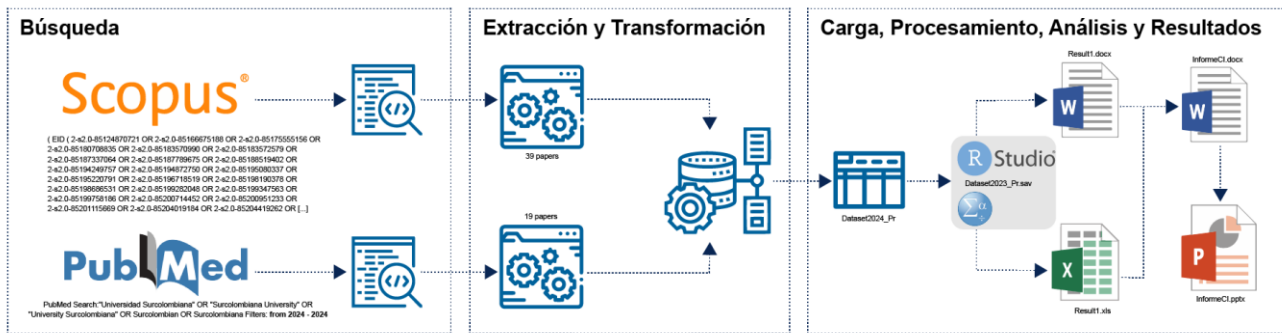 Búsqueda
Scopus®
( EID ( 2-s2.0-85124870721 OR 2-s2.0-85166675188 OR 2-s2.0-85175555156 OR
2-s2.0-85180708835 OR 2-s2.0-85183570990 OR 2-s2.0-85183572579 OR
2-s2.0-85187337064 OR 2-s2.0-85187789675 OR 2-s2.0-85188519402 OR
2-s2.0-85194249757 OR 2-s2.0-85194872750 OR 2-s2.0-85195080337 OR
2-s2.0-85195220791 OR 2-s2.0-85196718519 OR 2-s2.0-85198190378 OR
2-s2.0-85198686531 OR 2-s2.0-85199282048 OR 2-s2.0-85199347563 OR
2-s2.0-85199758186 OR 2-s2.0-85200714452 OR 2-s2.0-85200951233 OR
2-s2.0-85201115669 OR 2-s2.0-85204019184 OR 2-s2.0-85204419262 OR [...]
PubMed
PubMed Search:"Universidad Surcolombiana" OR "Surcolombiana University" OR
"University Surcolombiana" OR Surcolombian OR Surcolombiana Filters: from 2024 - 2024
Extracción y Transformación
39 papers
19 papers
Carga, Procesamiento, Análisis y Resultados
Dataset2024_Pr
R Studio®
Dataset2023_Pr.sav
Σ α ÷
Result1.docx
W
InformeCI.docx
W
X
Result1.xls
P
InformeCI.pptx